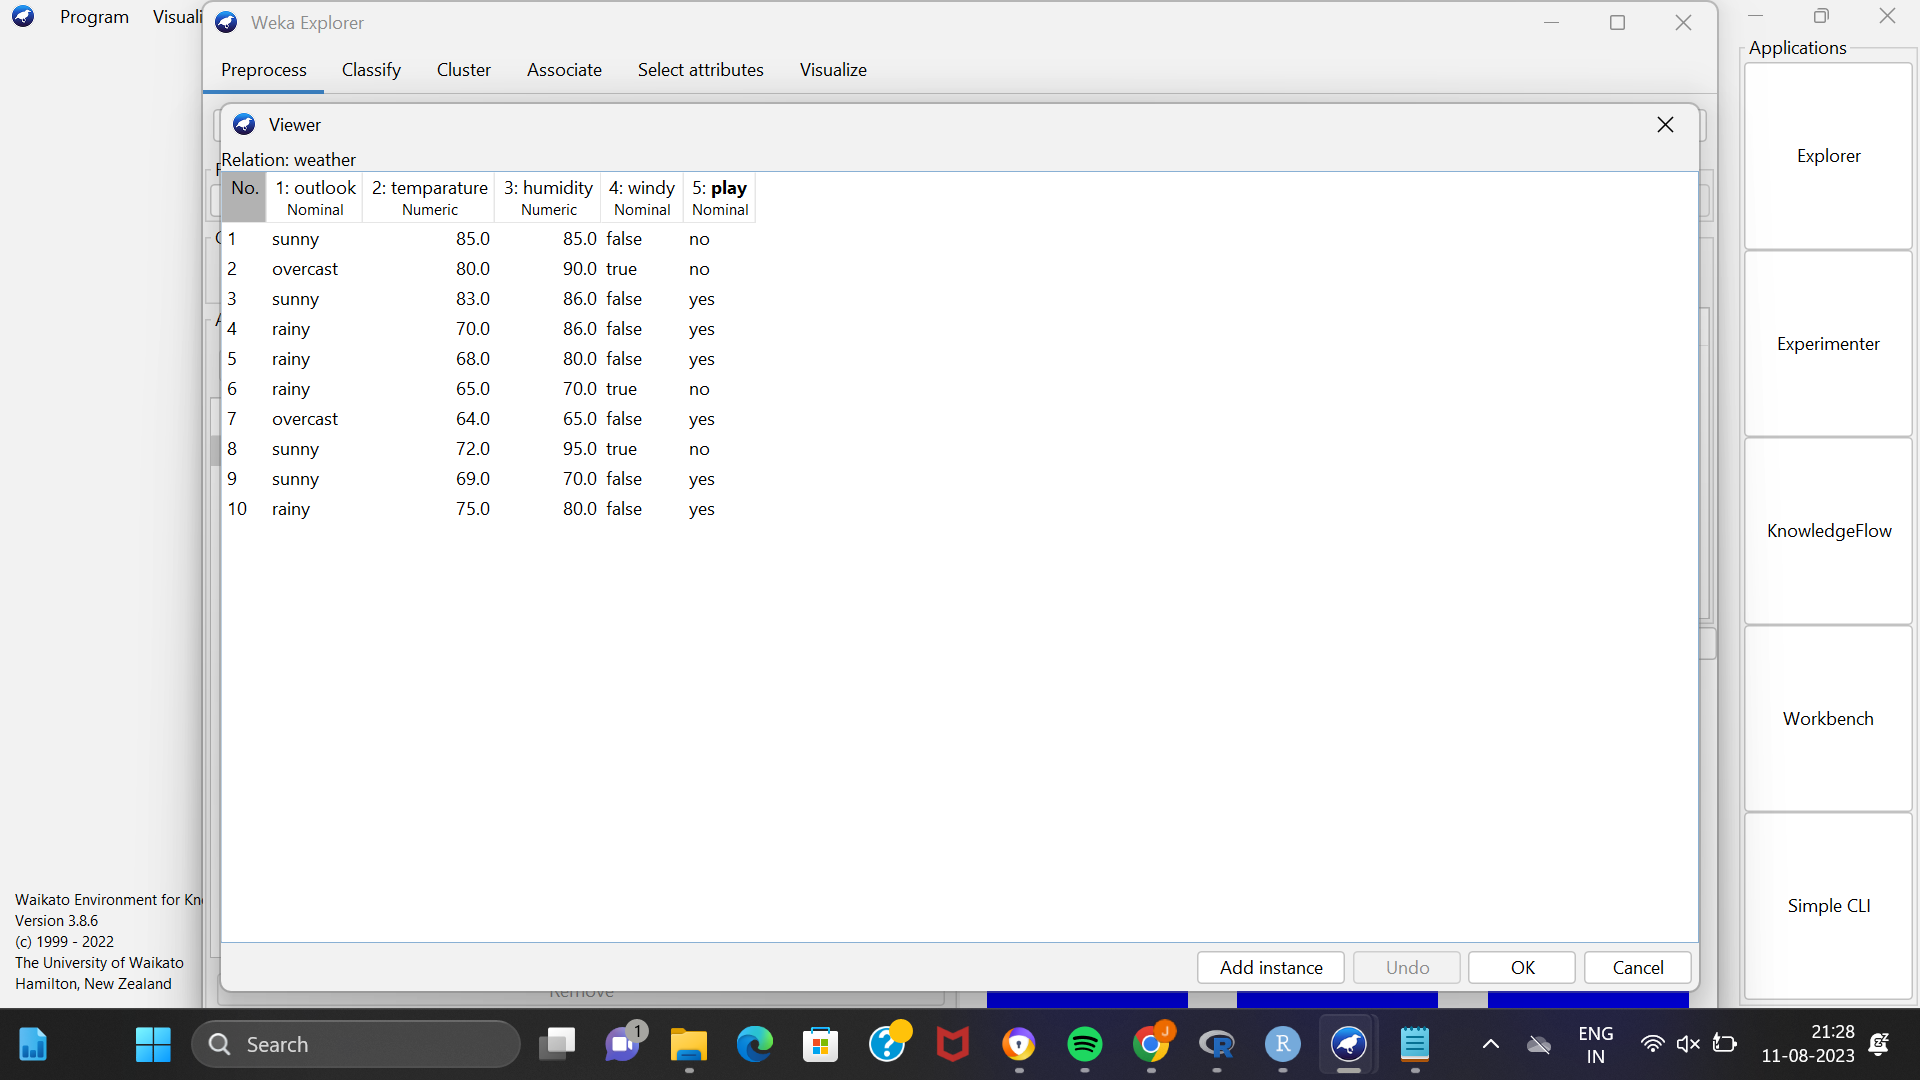 Program Visuali
Weka Explorer
Preprocess Classify Cluster Associate Select attributes Visualize
Viewer
Relation: weather
No. 1: outlook 2: temparature 3: humidity 4: windy 5: play
Nominal Numeric Numeric Nominal Nominal
1 sunny 85.0 85.0 false no
2 overcast 80.0 90.0 true no
3 sunny 83.0 86.0 false yes
4 rainy 70.0 86.0 false yes
5 rainy 68.0 80.0 false yes
6 rainy 65.0 70.0 true no
7 overcast 64.0 65.0 false yes
8 sunny 72.0 95.0 true no
9 sunny 69.0 70.0 false yes
10 rainy 75.0 80.0 false yes
Add instance Undo OK Cancel
Remove
Applications
Explorer
Experimenter
KnowledgeFlow
Workbench
Simple CLI
Waikato Environment for Kn
Version 3.8.6
(c) 1999 - 2022
The University of Waikato
Hamilton, New Zealand
Search
1
J
R
R
ENG
IN
21:28
11-08-2023